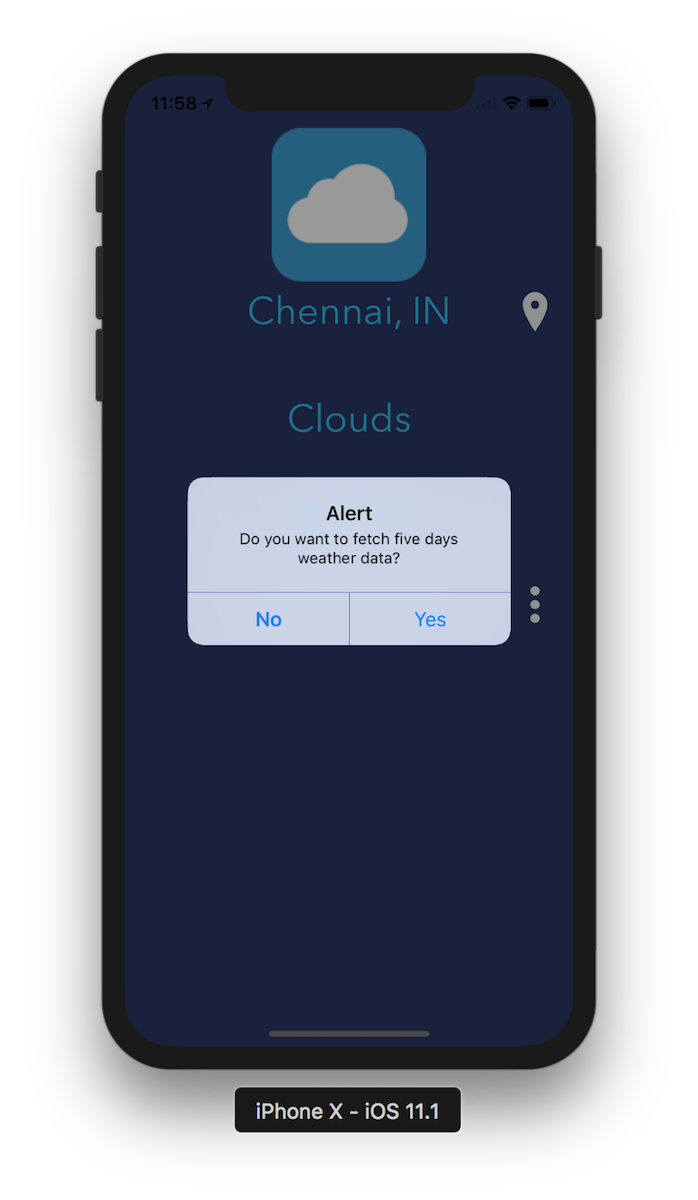 11:58
Chennai, IN
Clouds
Alert
Do you want to fetch five days
weather data?
No Yes
iPhone X - iOS 11.1